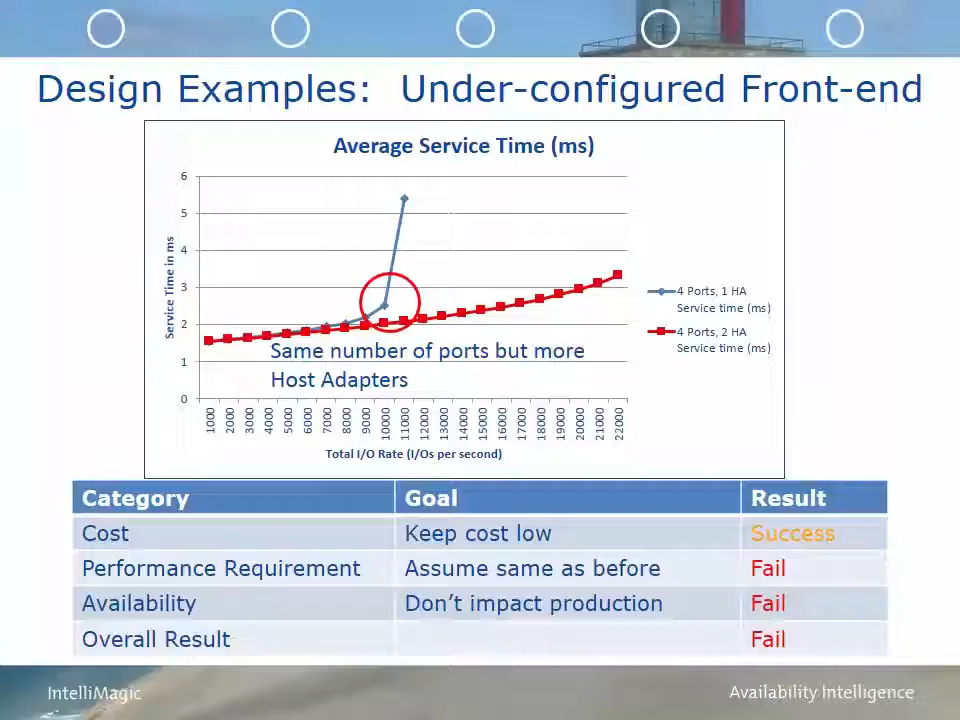 Design Examples:  Under-configured Front-end
Average Service Time (ms)
6
5
4
3
2
1
0
Service Time in ms
1000
2000
3000
4000
5000
6000
7000
8000
9000
10000
11000
12000
13000
14000
15000
16000
17000
18000
19000
20000
21000
22000
Total I/O Rate (I/Os per second)
4 Ports, 1 HA
Service time (ms)
4 Ports, 2 HA
Service time (ms)
Same number of ports but more
Host Adapters
Category Goal Result
Cost Keep cost low Success
Performance Requirement Assume same as before Fail
Availability Don’t impact production Fail
Overall Result Fail
IntelliMagic
Availability Intelligence